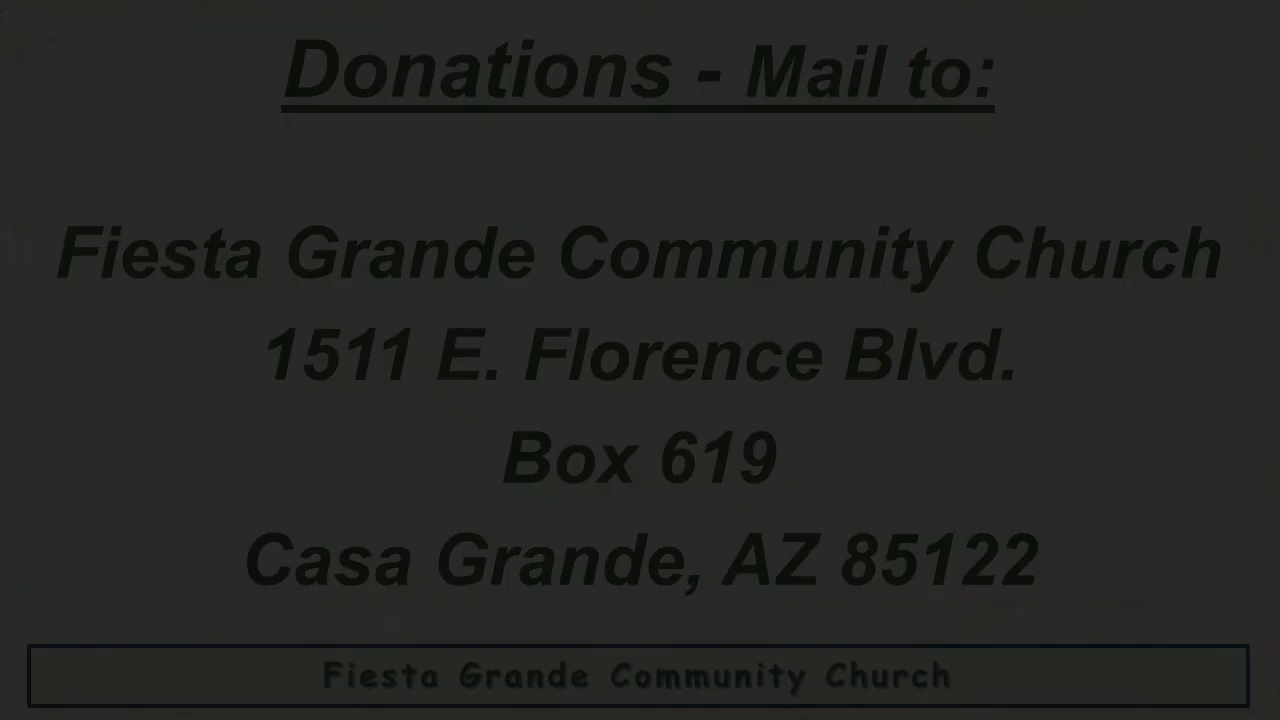 Donations - Mail to:
Fiesta Grande Community Church
1511 E. Florence Blvd.
Box 619
Casa Grande, AZ 85122
Fiesta Grande Community Church